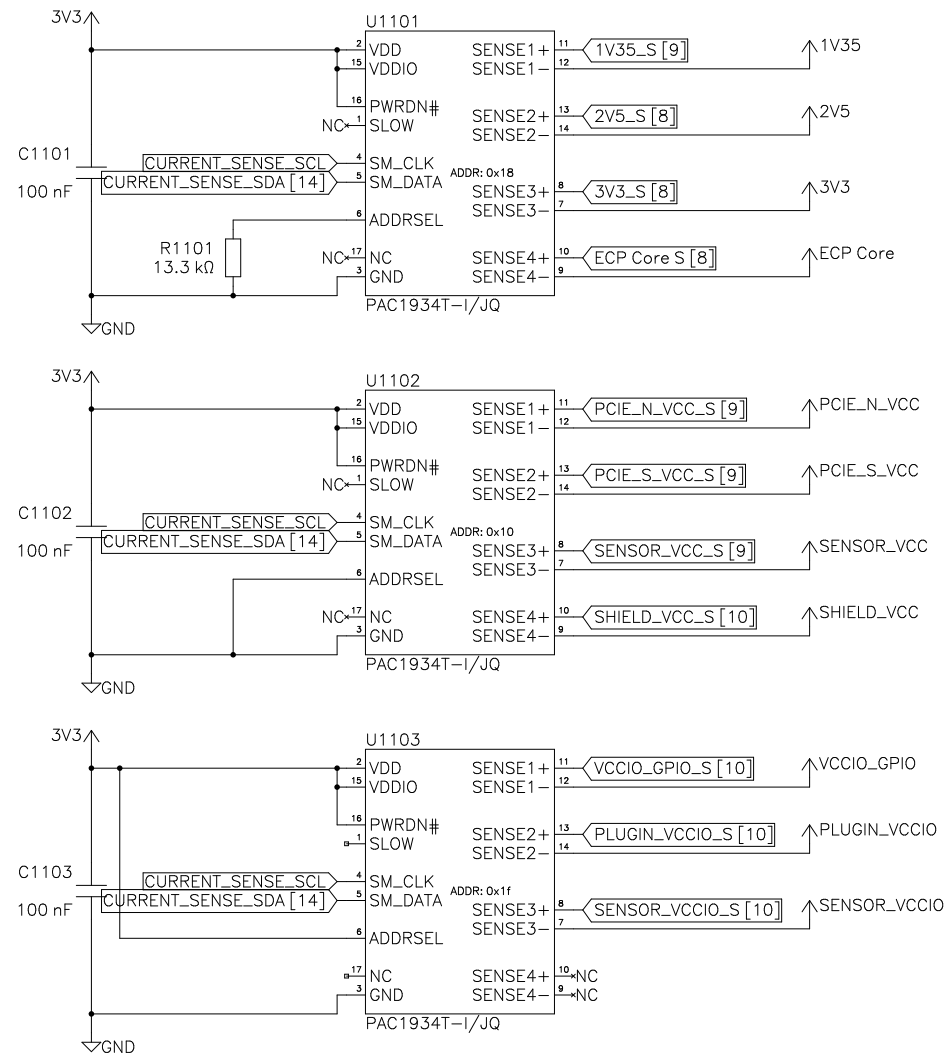 3V3
U1101
2 VDD
15 VDDIO
16 PWRDN#
NC 1 SLOW
C1101
100 nF
CURRENT_SENSE_SCL 4 SM_CLK
CURRENT_SENSE_SDA [14] 5 SM_DATA
ADDR: 0x18
6 ADDRSEL
R1101
13.3 kΩ
NC 17 NC
3 GND
SENSE1+ 11 1V35_S [9]
SENSE1- 12
1V35
SENSE2+ 13 2V5_S [8]
SENSE2- 14
2V5
SENSE3+ 8 3V3_S [8]
SENSE3- 7
3V3
SENSE4+ 10 ECP Core S [8]
SENSE4- 9
ECP Core
PAC1934T-I/JQ
GND
3V3
U1102
2 VDD
15 VDDIO
16 PWRDN#
NC 1 SLOW
C1102
100 nF
CURRENT_SENSE_SCL 4 SM_CLK
CURRENT_SENSE_SDA [14] 5 SM_DATA
ADDR: 0x10
6 ADDRSEL
NC 17 NC
3 GND
SENSE1+ 11 PCIE_N_VCC_S [9]
SENSE1- 12
PCIE_N_VCC
SENSE2+ 13 PCIE_S_VCC_S [9]
SENSE2- 14
PCIE_S_VCC
SENSE3+ 8 SENSOR_VCC_S [9]
SENSE3- 7
SENSOR_VCC
SENSE4+ 10 SHIELD_VCC_S [10]
SENSE4- 9
SHIELD_VCC
PAC1934T-I/JQ
GND
3V3
U1103
2 VDD
15 VDDIO
16 PWRDN#
1 SLOW
C1103
100 nF
CURRENT_SENSE_SCL 4 SM_CLK
CURRENT_SENSE_SDA [14] 5 SM_DATA
ADDR: 0x1f
6 ADDRSEL
17 NC
3 GND
SENSE1+ 11 VCCIO_GPIO_S [10]
SENSE1- 12
VCCIO_GPIO
SENSE2+ 13 PLUGIN_VCCIO_S [10]
SENSE2- 14
PLUGIN_VCCIO
SENSE3+ 8 SENSOR_VCCIO_S [10]
SENSE3- 7
SENSOR_VCCIO
SENSE4+ 10 NC
SENSE4- 9 NC
PAC1934T-I/JQ
GND